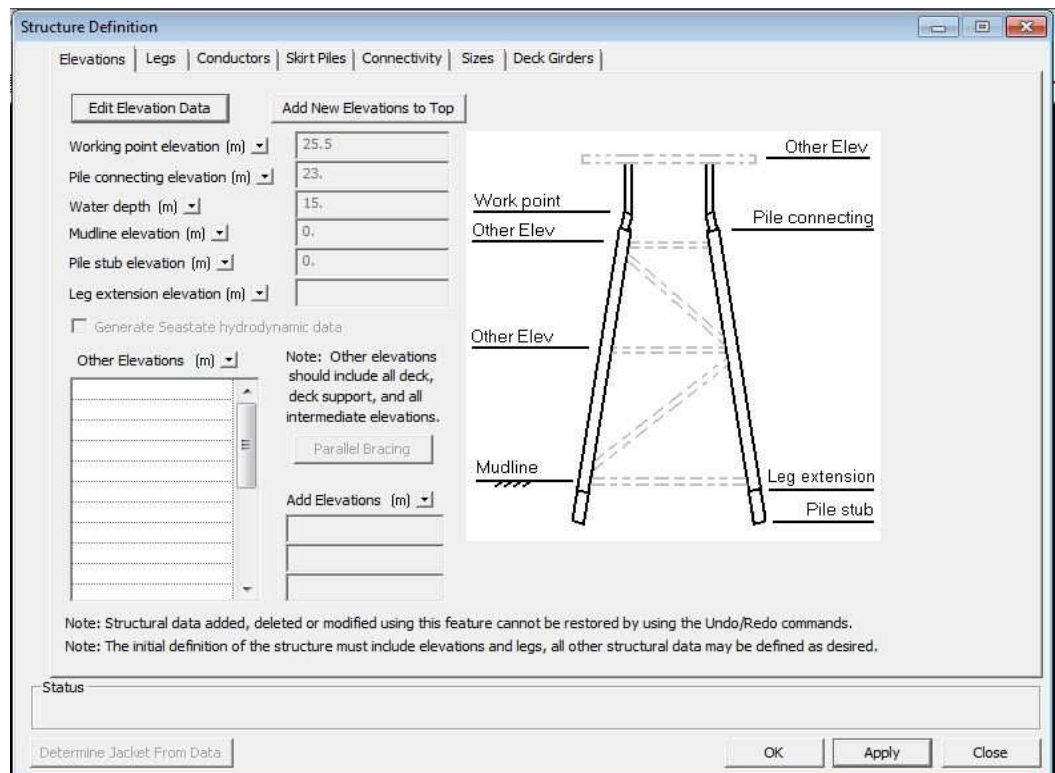 Structure Definition
Elevations Legs Conductors Skirt Piles Connectivity Sizes Deck Girders
Edit Elevation Data Add New Elevations to Top
Working point elevation (m) 25.5
Pile connecting elevation (m) 23.
Water depth (m) 15.
Mudline elevation (m) 0.
Pile stub elevation (m) 0.
Leg extension elevation (m)
Generate Seastate hydrodynamic data
Other Elevations (m)
Note: Other elevations
should include all deck,
deck support, and all
intermediate elevations.
Parallel Bracing
Add Elevations (m)
Other Elev
Work point
Pile connecting
Other Elev
Other Elev
Mudline
Leg extension
Pile stub
Note: Structural data added, deleted or modified using this feature cannot be restored by using the Undo/Redo commands.
Note: The initial definition of the structure must include elevations and legs, all other structural data may be defined as desired.
Status
Determine Jacket From Data OK Apply Close